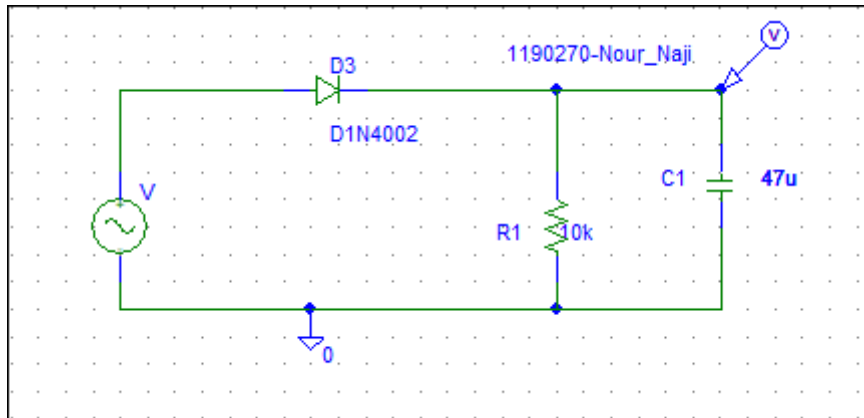 V
1190270-Nour_Naji
D3
D1N4002
V
C1 47u
R1 10k
0